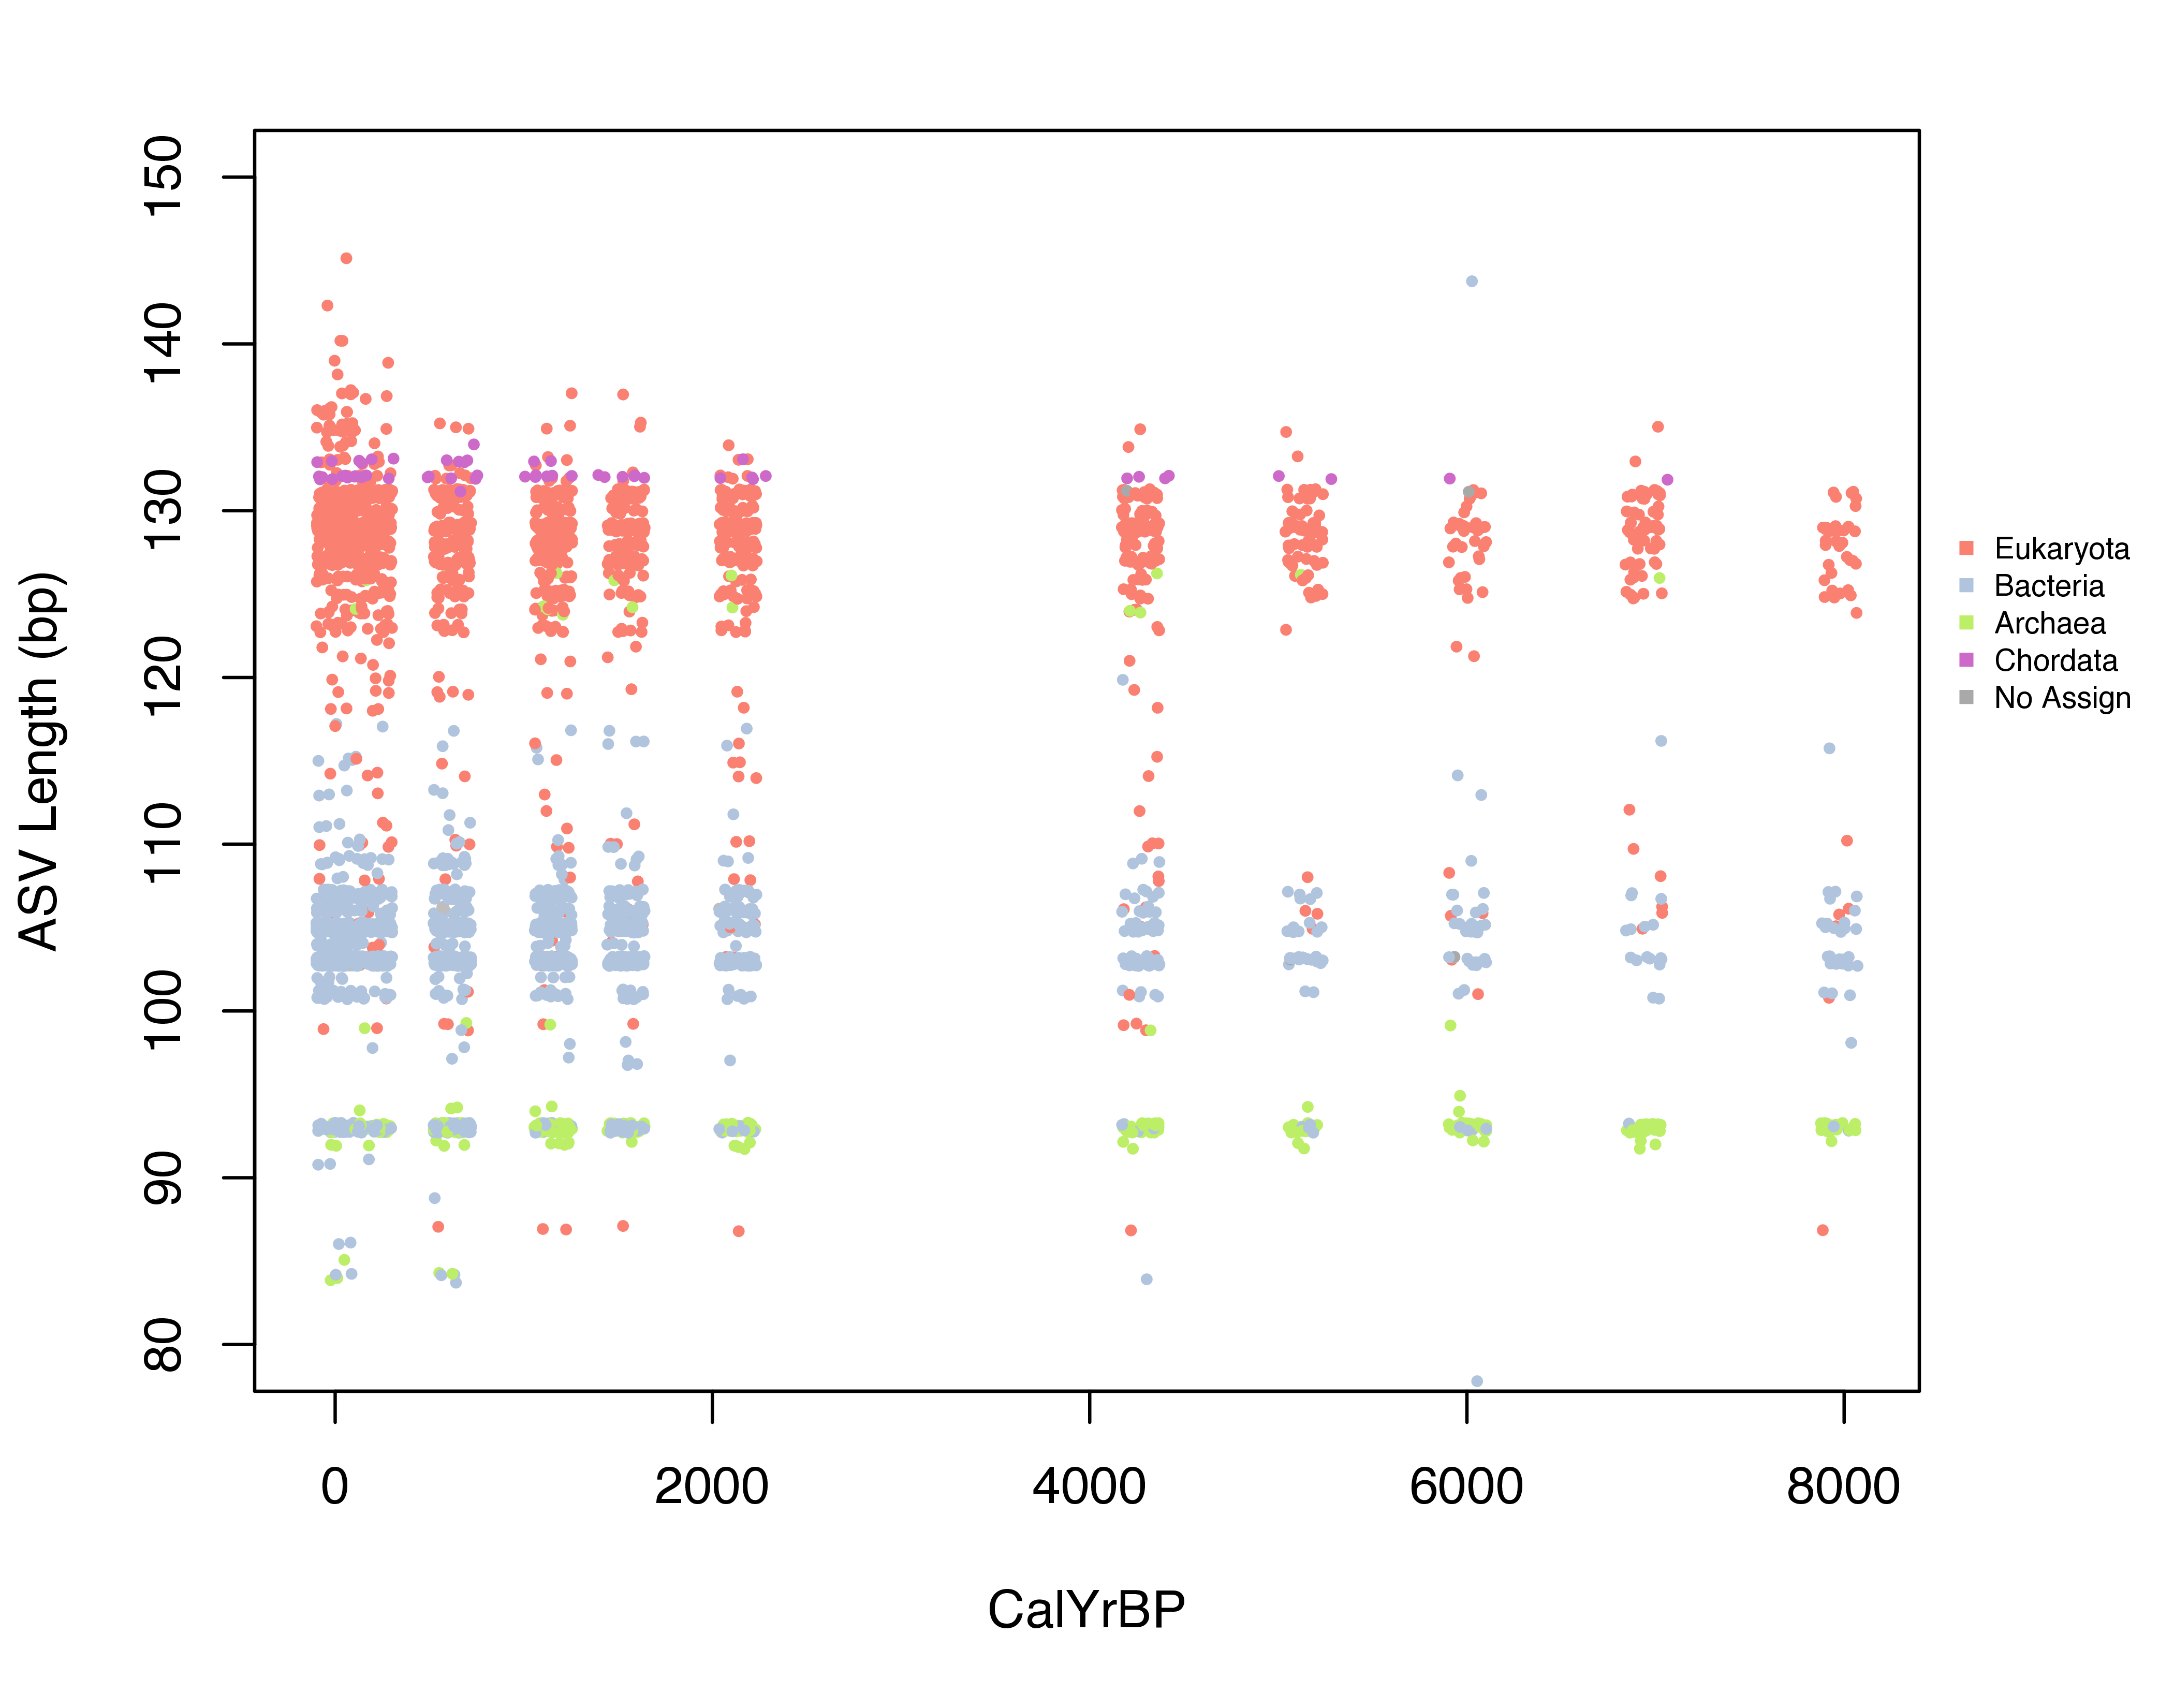 ASV Length (bp)
150
140
130
120
110
100
90
80
0 2000 4000 6000 8000
CalYrBP
Eukaryota
Bacteria
Archaea
Chordata
No Assign